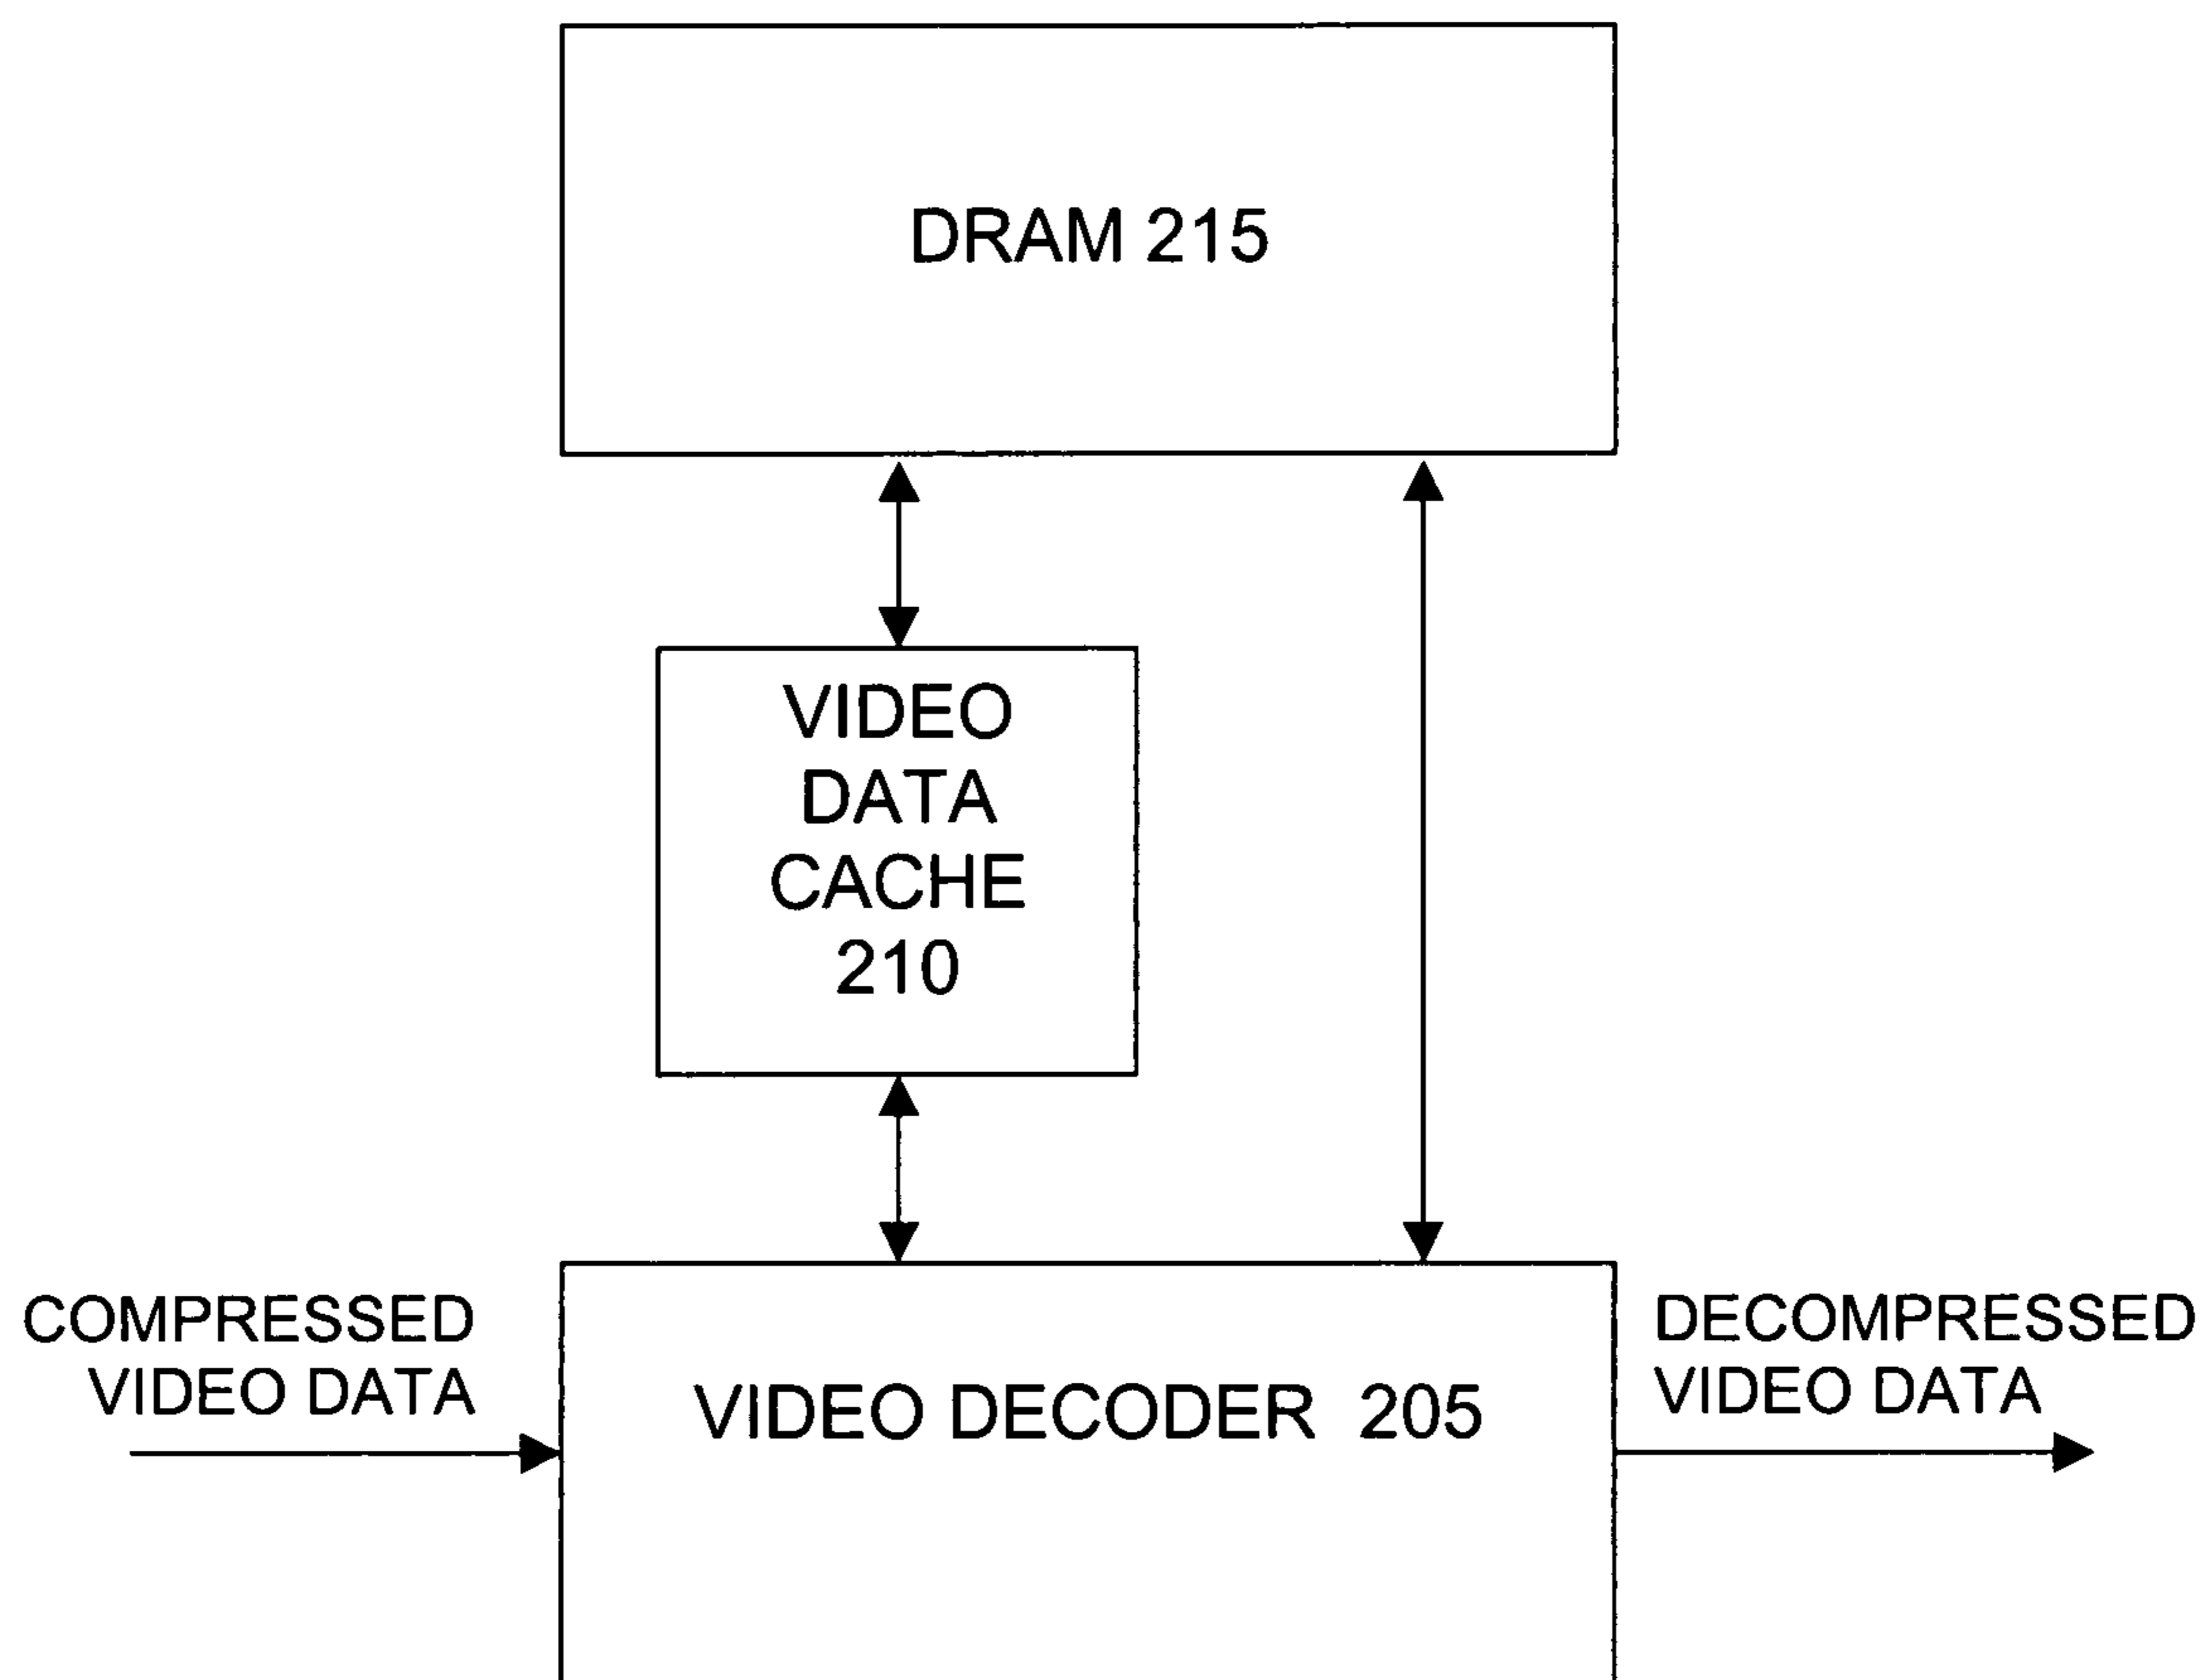 DRAM 215
VIDEO
DATA
CACHE
210
COMPRESSED
VIDEO DATA
VIDEO DECODER 205
DECOMPRESSED
VIDEO DATA